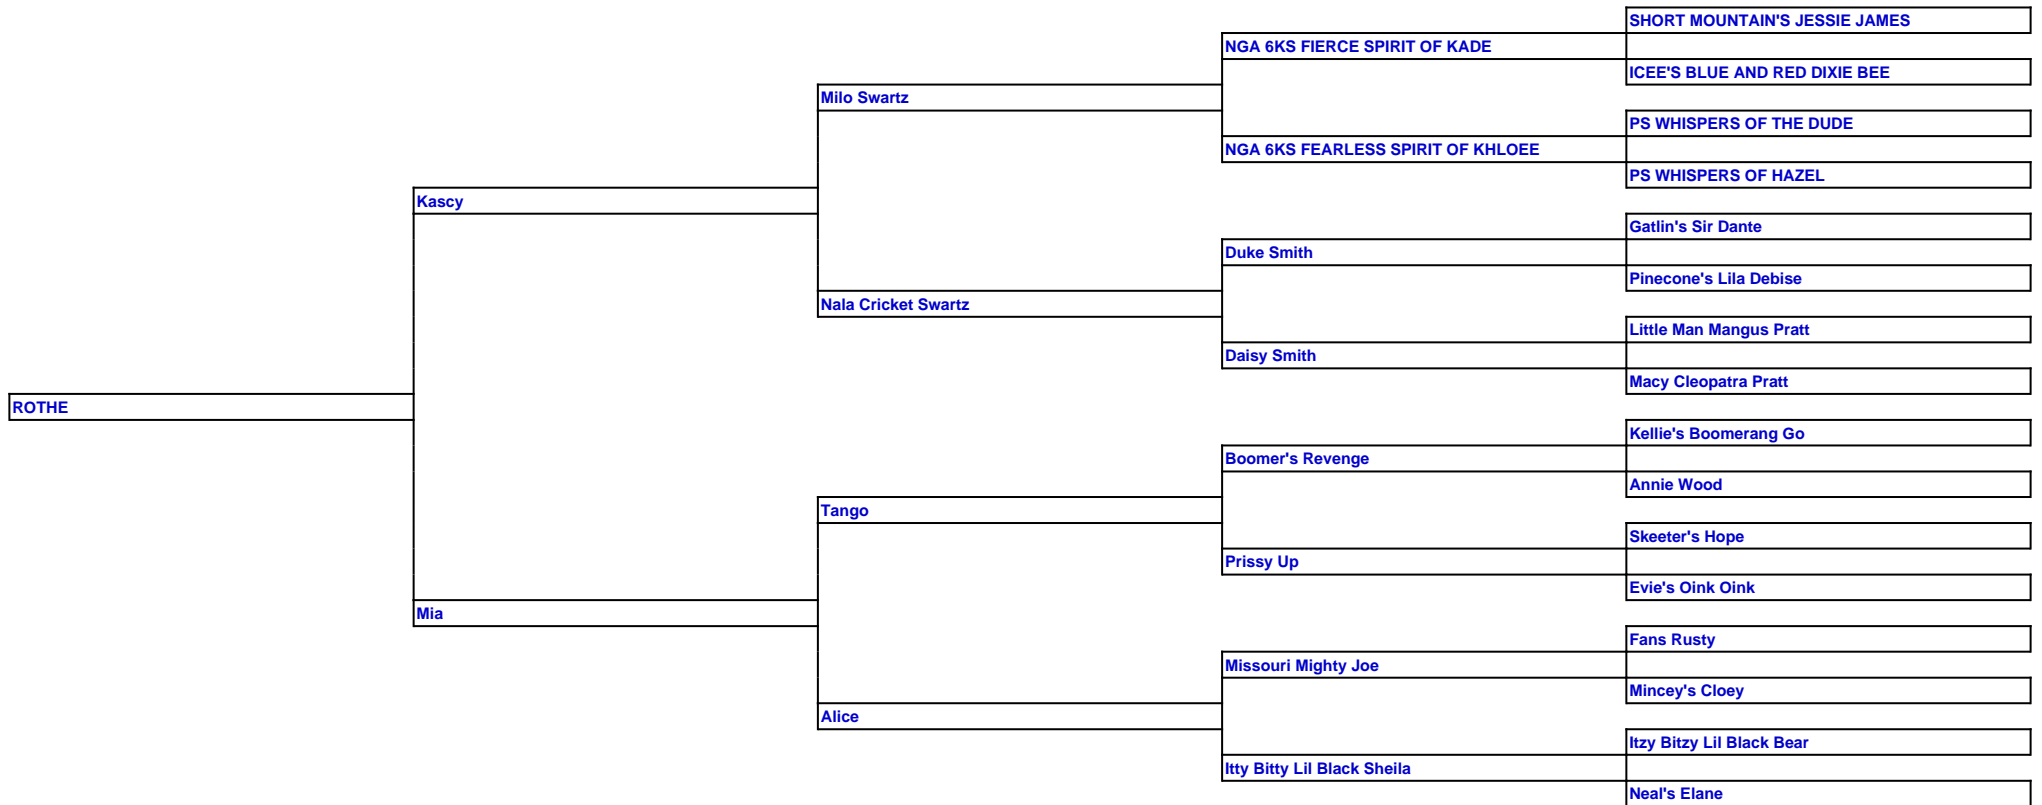 SHORT MOUNTAIN'S JESSIE JAMES
NGA 6KS FIERCE SPIRIT OF KADE
ICEE'S BLUE AND RED DIXIE BEE
Milo Swartz
PS WHISPERS OF THE DUDE
NGA 6KS FEARLESS SPIRIT OF KHLOEE
PS WHISPERS OF HAZEL
Kascy
Gatlin's Sir Dante
Duke Smith
Pinecone's Lila Debise
Nala Cricket Swartz
Little Man Mangus Pratt
Daisy Smith
Macy Cleopatra Pratt
ROTHE
Kellie's Boomerang Go
Boomer's Revenge
Annie Wood
Tango
Skeeter's Hope
Prissy Up
Evie's Oink Oink
Mia
Fans Rusty
Missouri Mighty Joe
Mincey's Cloey
Alice
Itzy Bitzy Lil Black Bear
Itty Bitty Lil Black Sheila
Neal's Elane